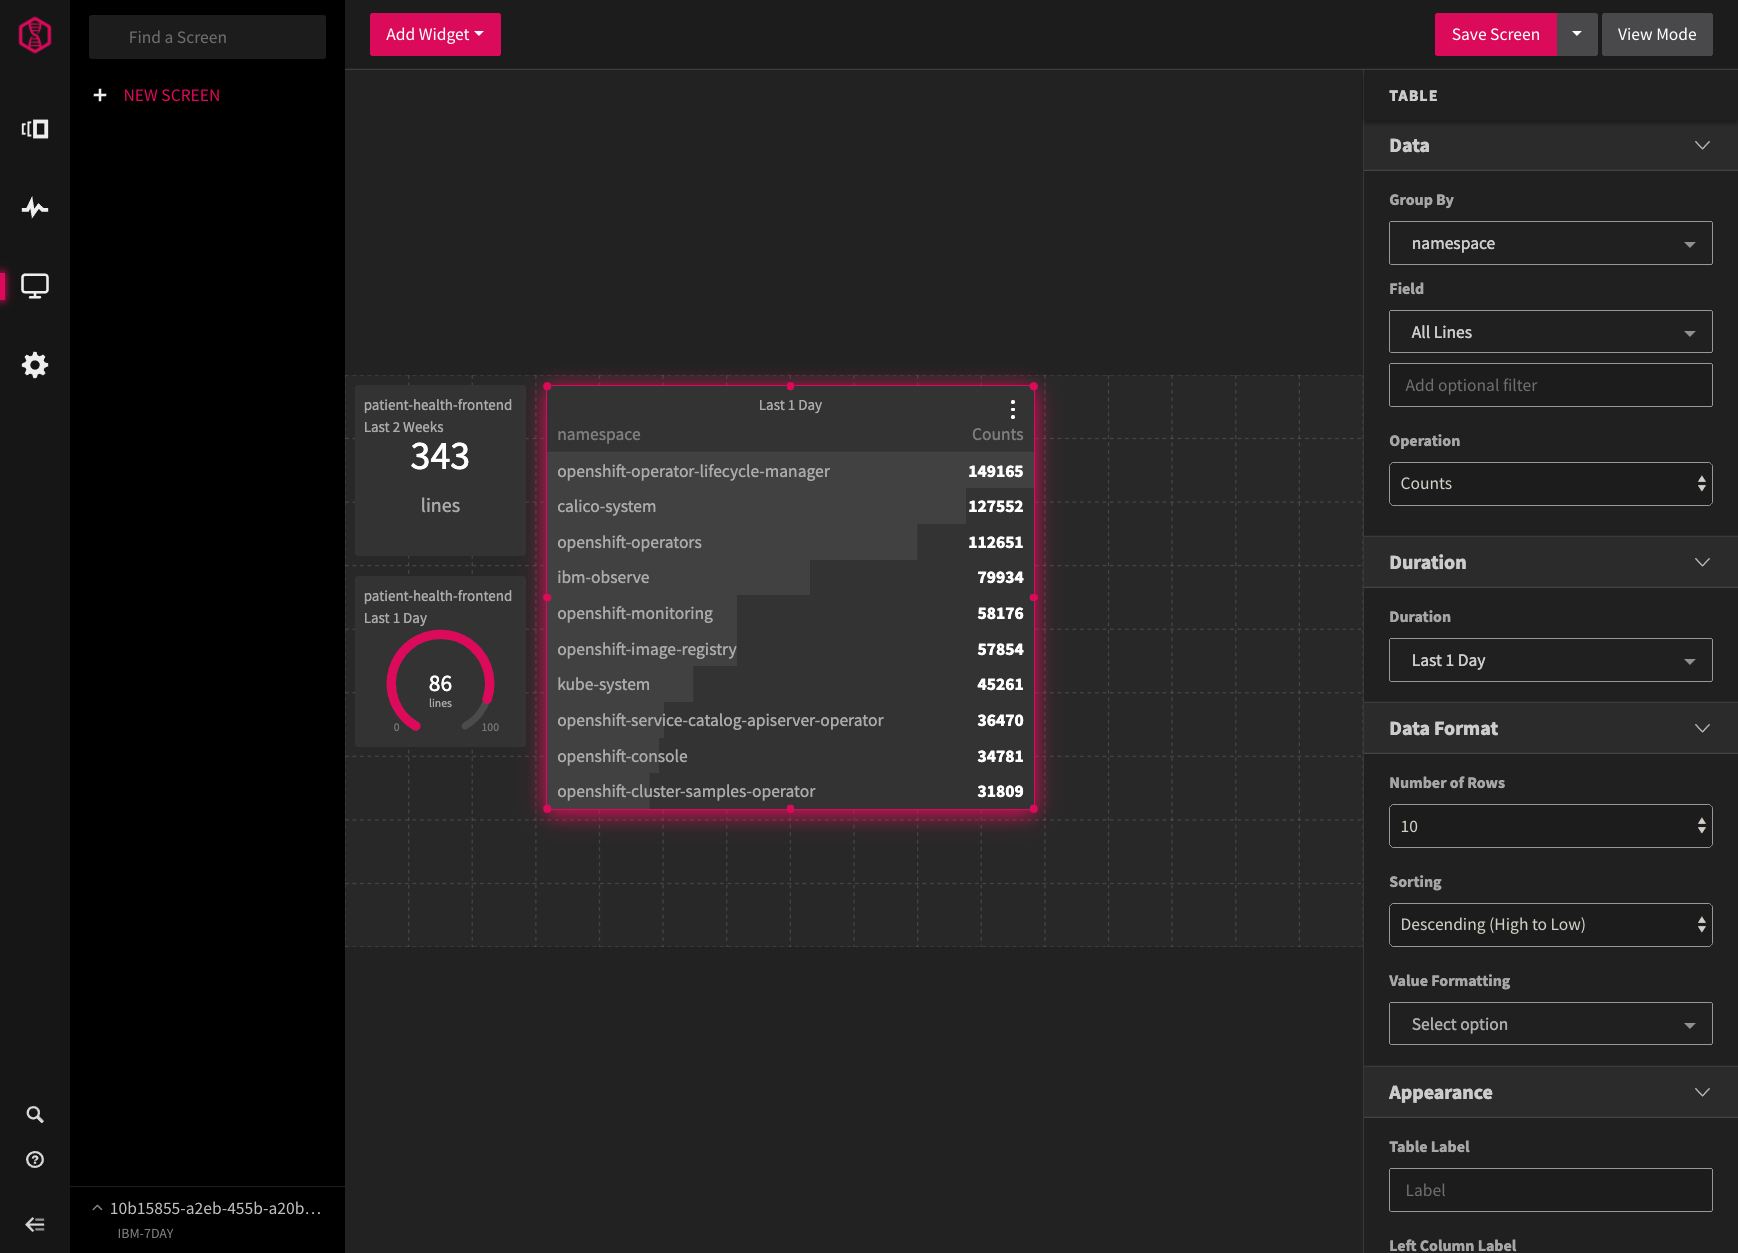 Find a Screen
NEW SCREEN
10b15855-a2eb-455b-a20b...
IBM-7DAY
Add Widget
Save Screen
View Mode
patient-health-frontend
Last 2 Weeks
343
lines
patient-health-frontend
Last 1 Day
86
lines
0
100
Last 1 Day
namespace Counts
openshift-operator-lifecycle-manager 149165
calico-system 127552
openshift-operators 112651
ibm-observe 79934
openshift-monitoring 58176
openshift-image-registry 57854
kube-system 45261
openshift-service-catalog-apiserver-operator 36470
openshift-console 34781
openshift-cluster-samples-operator 31809
TABLE
Data
Group By
namespace
Field
All Lines
Add optional filter
Operation
Counts
Duration
Duration
Last 1 Day
Data Format
Number of Rows
10
Sorting
Descending (High to Low)
Value Formatting
Select option
Appearance
Table Label
Label
Left Column Label